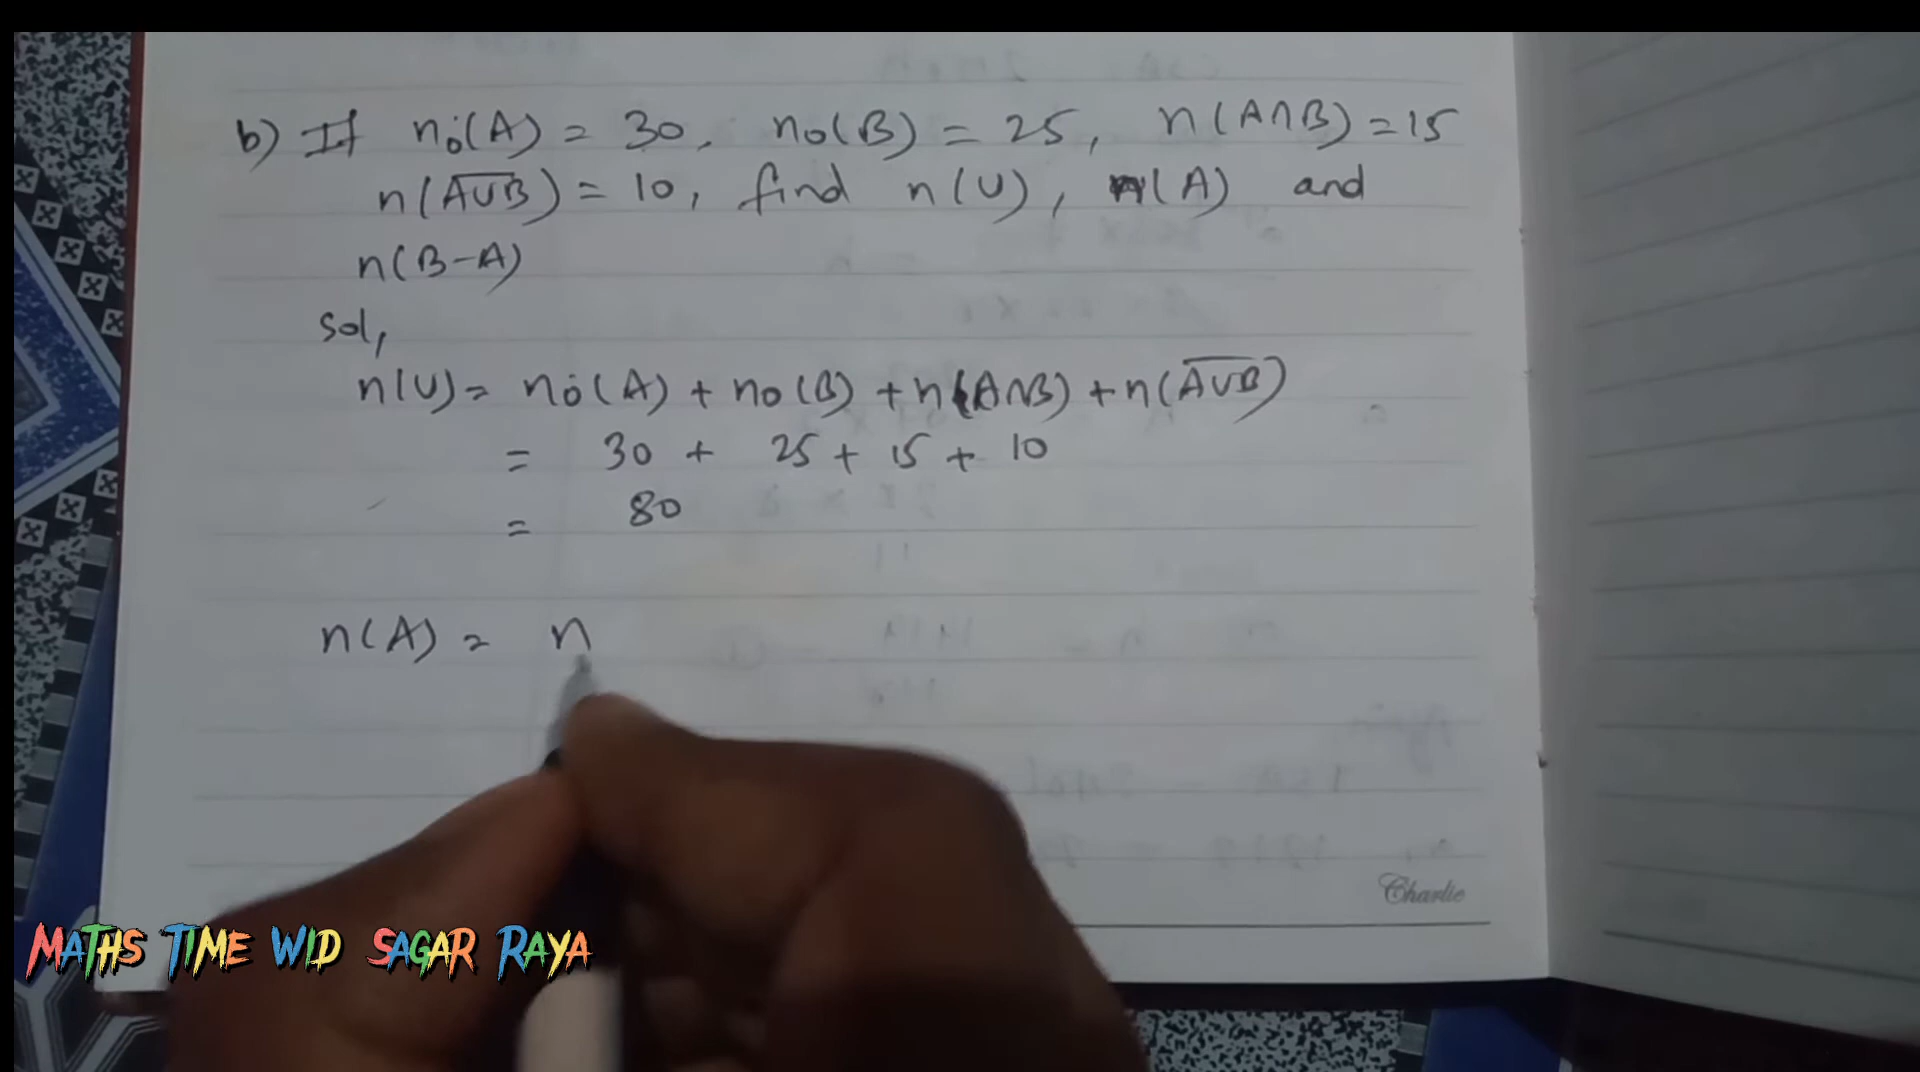 b) If no(A) = 30, no(B) = 25, n(A∩B) = 15
n(A̅∪̅B̅) = 10, find n(U), n(A) and
n(B-A)
sol,
n(U) = no(A) + no(B) + n(A∩B) + n(A̅∪̅B̅)
= 30 + 25 + 15 + 10
= 80
n(A) = n
Charlie
MATHS TIME WID SAGAR RAYA